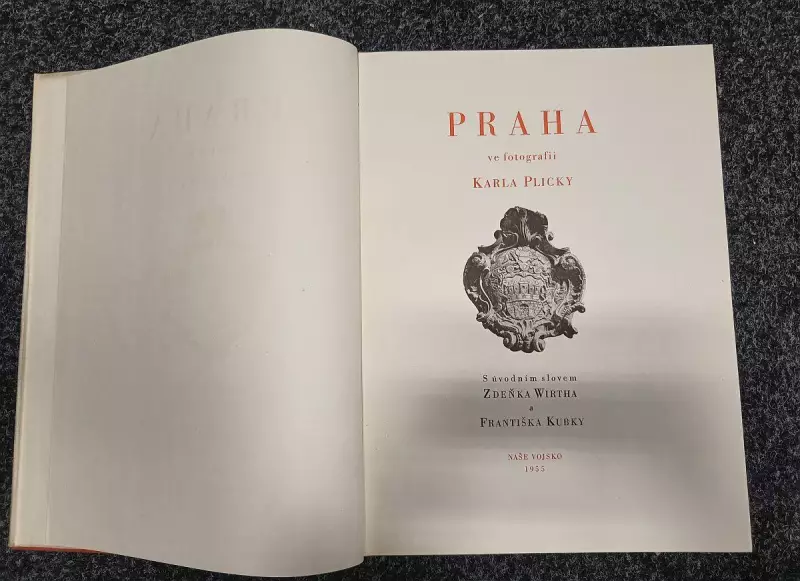 PRAHA
ve fotografii
KARLA PLICKY
S úvodním slovem
ZDEŇKA WIRTHA
a
FRANTIŠKA KUBKY
NAŠE VOJSKO
1955